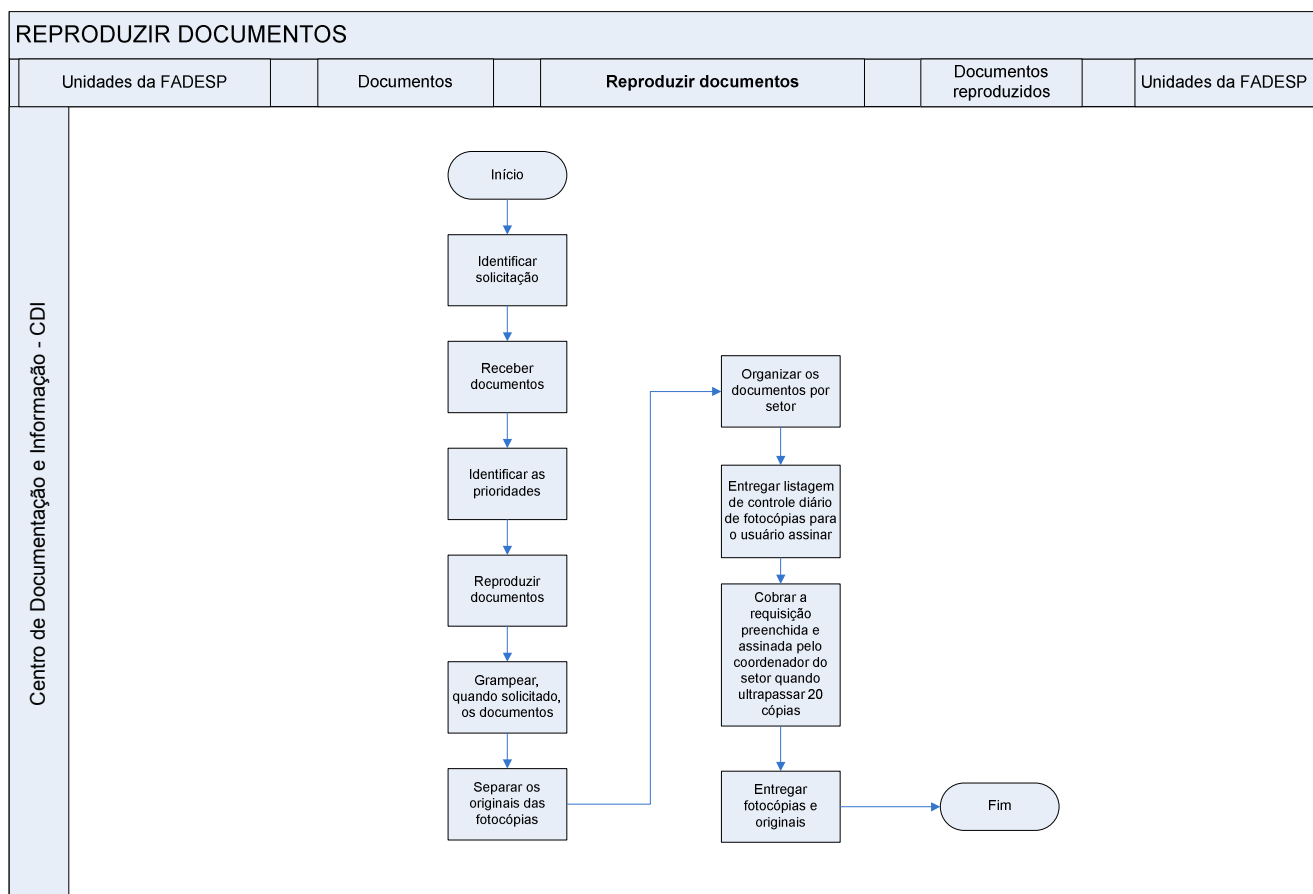 REPRODUZIR DOCUMENTOS
Unidades da FADESP
Documentos
Reproduzir documentos
Documentos
reproduzidos
Unidades da FADESP
Centro de Documentação e Informação - CDI
Início
Identificar
solicitação
Receber
documentos
Identificar as
prioridades
Reproduzir
documentos
Grampear,
quando solicitado,
os documentos
Separar os
originais das
fotocópias
Organizar os
documentos por
setor
Entregar listagem
de controle diário
de fotocópias para
o usuário assinar
Cobrar a
requisição
preenchida e
assinada pelo
coordenador do
setor quando
ultrapassar 20
cópias
Entregar
fotocópias e
originais
Fim